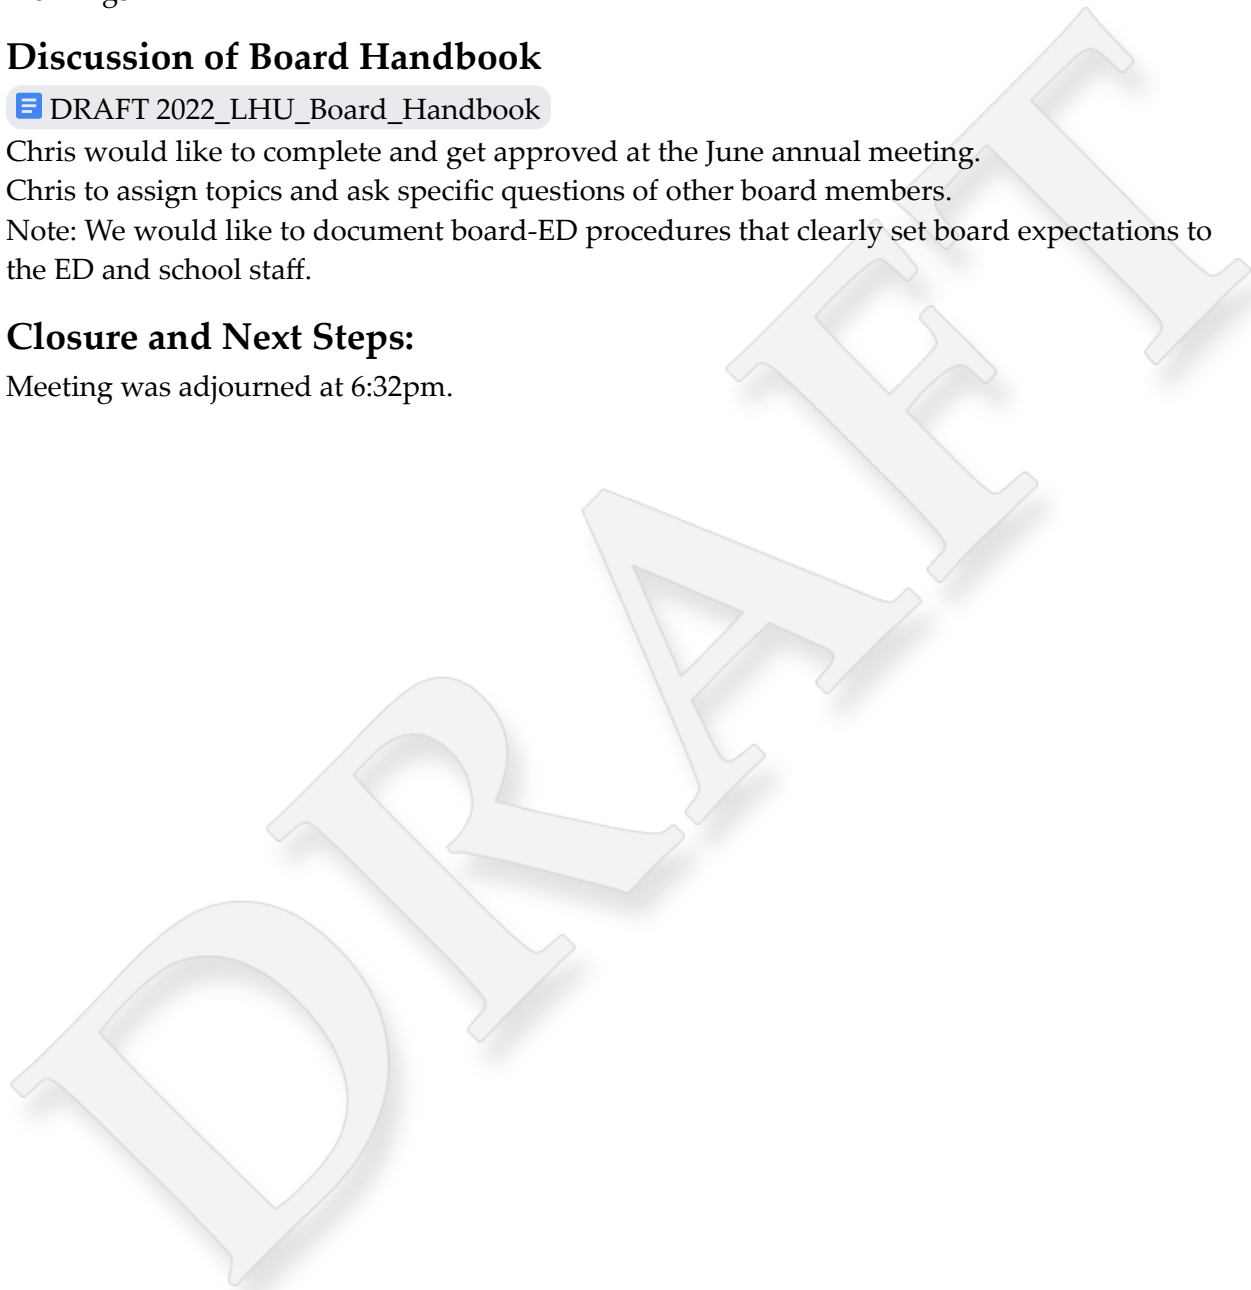 Discussion of Board Handbook
DRAFT 2022_LHU_Board_Handbook
Chris would like to complete and get approved at the June annual meeting.
Chris to assign topics and ask specific questions of other board members.
Note: We would like to document board-ED procedures that clearly set board expectations to
the ED and school staff.
Closure and Next Steps:
Meeting was adjourned at 6:32pm.
DRAFT